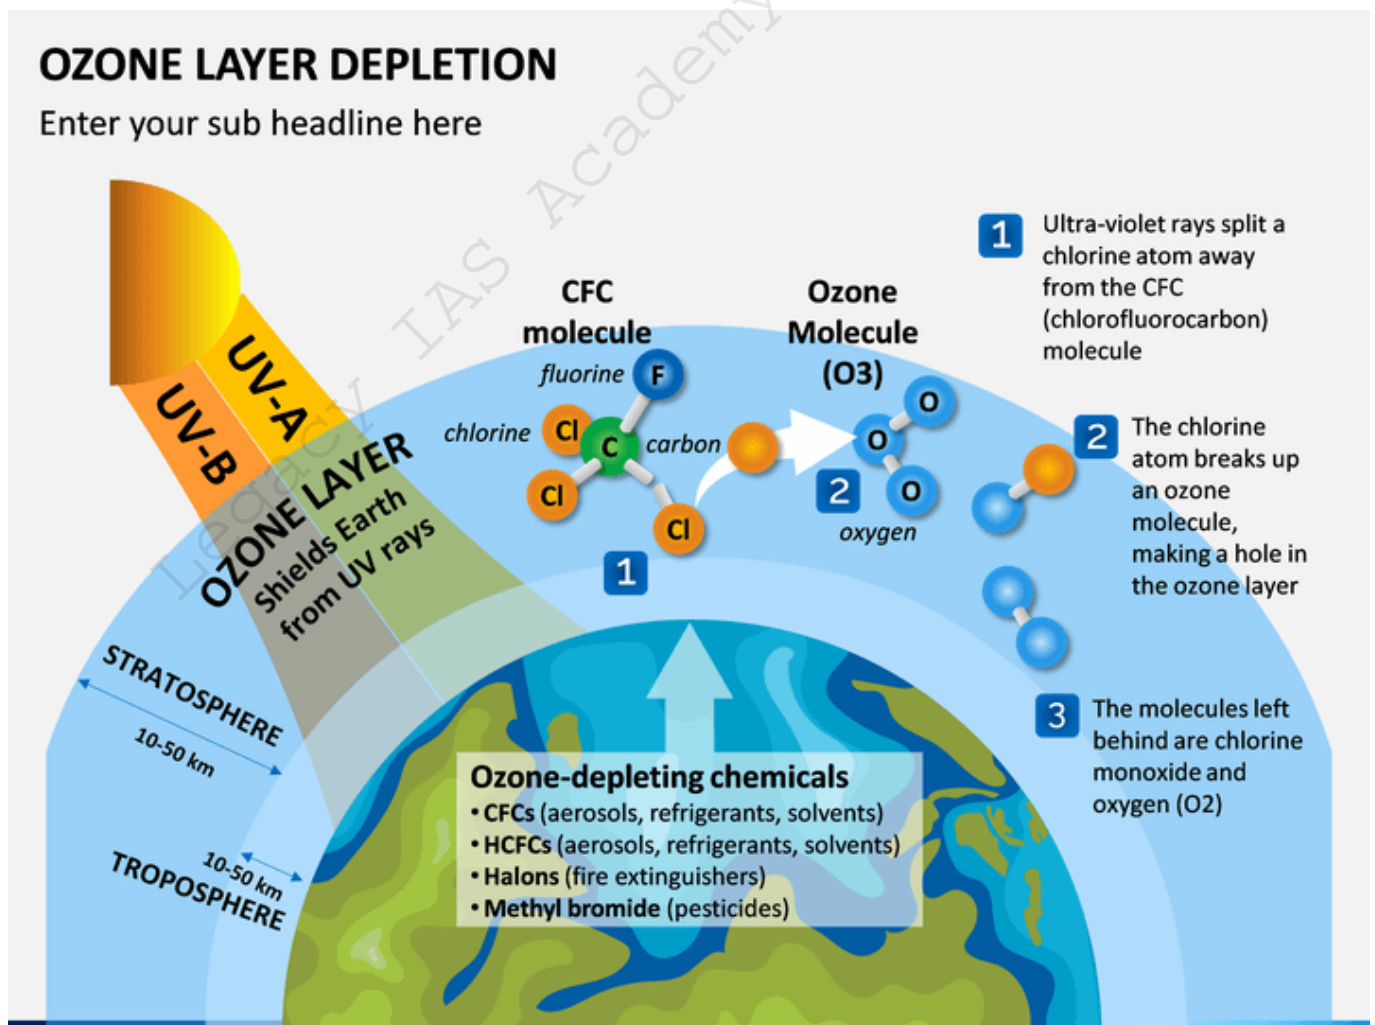 OZONE LAYER DEPLETION
Enter your sub headline here
Legacy IAS Academy
UV-A
UV-B
OZONE LAYER
Shields Earth
from UV rays
STRATOSPHERE
10-50 km
10-50 km
TROPOSPHERE
CFC
molecule
fluorine
F
chlorine
Cl
C
carbon
Cl
Cl
1
Ozone
Molecule
(O3)
O
O
O
2
oxygen
1
Ultra-violet rays split a
chlorine atom away
from the CFC
(chlorofluorocarbon)
molecule
2
The chlorine
atom breaks up
an ozone
molecule,
making a hole in
the ozone layer
3
The molecules left
behind are chlorine
monoxide and
oxygen (O2)
Ozone-depleting chemicals
• CFCs (aerosols, refrigerants, solvents)
• HCFCs (aerosols, refrigerants, solvents)
• Halons (fire extinguishers)
• Methyl bromide (pesticides)